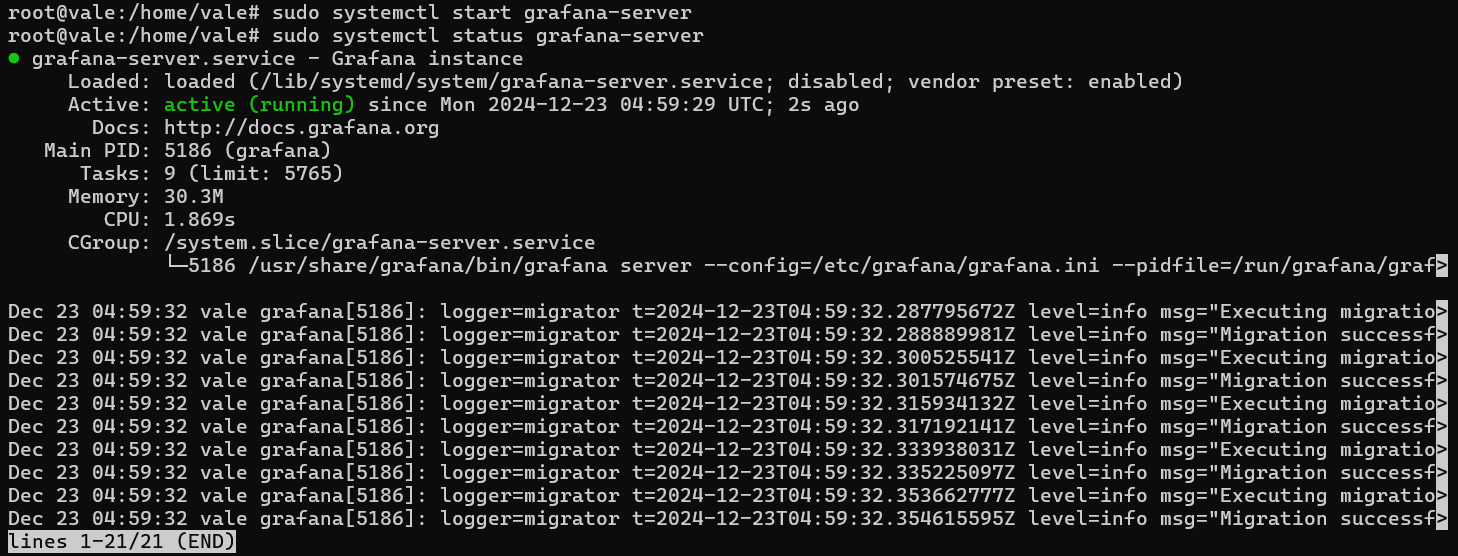 root@vale:/home/vale# sudo systemctl start grafana-server
root@vale:/home/vale# sudo systemctl status grafana-server
● grafana-server.service - Grafana instance
     Loaded: loaded (/lib/systemd/system/grafana-server.service; disabled; vendor preset: enabled)
     Active: active (running) since Mon 2024-12-23 04:59:29 UTC; 2s ago
       Docs: http://docs.grafana.org
   Main PID: 5186 (grafana)
      Tasks: 9 (limit: 5765)
     Memory: 30.3M
        CPU: 1.869s
     CGroup: /system.slice/grafana-server.service
             └─5186 /usr/share/grafana/bin/grafana server --config=/etc/grafana/grafana.ini --pidfile=/run/grafana/graf>
Dec 23 04:59:32 vale grafana[5186]: logger=migrator t=2024-12-23T04:59:32.287795672Z level=info msg="Executing migratio>
Dec 23 04:59:32 vale grafana[5186]: logger=migrator t=2024-12-23T04:59:32.288889981Z level=info msg="Migration successf>
Dec 23 04:59:32 vale grafana[5186]: logger=migrator t=2024-12-23T04:59:32.300525541Z level=info msg="Executing migratio>
Dec 23 04:59:32 vale grafana[5186]: logger=migrator t=2024-12-23T04:59:32.301574675Z level=info msg="Migration successf>
Dec 23 04:59:32 vale grafana[5186]: logger=migrator t=2024-12-23T04:59:32.315934132Z level=info msg="Executing migratio>
Dec 23 04:59:32 vale grafana[5186]: logger=migrator t=2024-12-23T04:59:32.317192141Z level=info msg="Migration successf>
Dec 23 04:59:32 vale grafana[5186]: logger=migrator t=2024-12-23T04:59:32.333938031Z level=info msg="Executing migratio>
Dec 23 04:59:32 vale grafana[5186]: logger=migrator t=2024-12-23T04:59:32.335225097Z level=info msg="Migration successf>
Dec 23 04:59:32 vale grafana[5186]: logger=migrator t=2024-12-23T04:59:32.353662777Z level=info msg="Executing migratio>
Dec 23 04:59:32 vale grafana[5186]: logger=migrator t=2024-12-23T04:59:32.354615595Z level=info msg="Migration successf>
lines 1-21/21 (END)